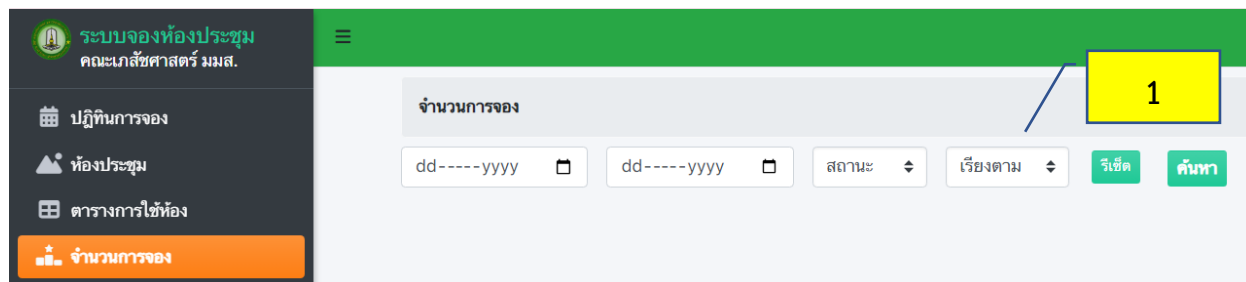 ระบบจองห้องประชุม
คณะเภสัชศาสตร์ มมส.
ปฎิทินการจอง
ห้องประชุม
ตารางการใช้ห้อง
จำนวนการจอง
จำนวนการจอง
dd-----yyyy dd-----yyyy สถานะ เรียงตาม รีเซ็ต ค้นหา
1